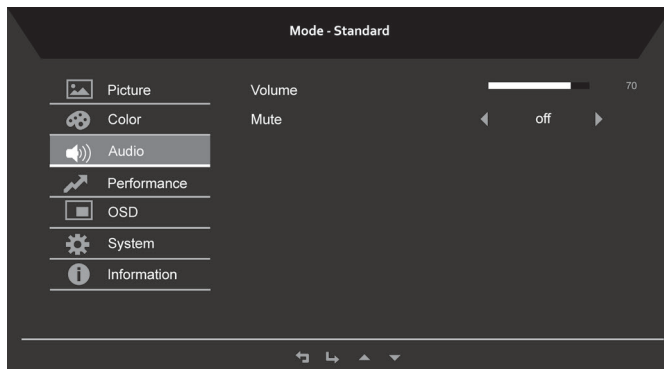 Mode - Standard
Picture
Volume 70
Color
Mute off
Audio
Performance
OSD
System
Information